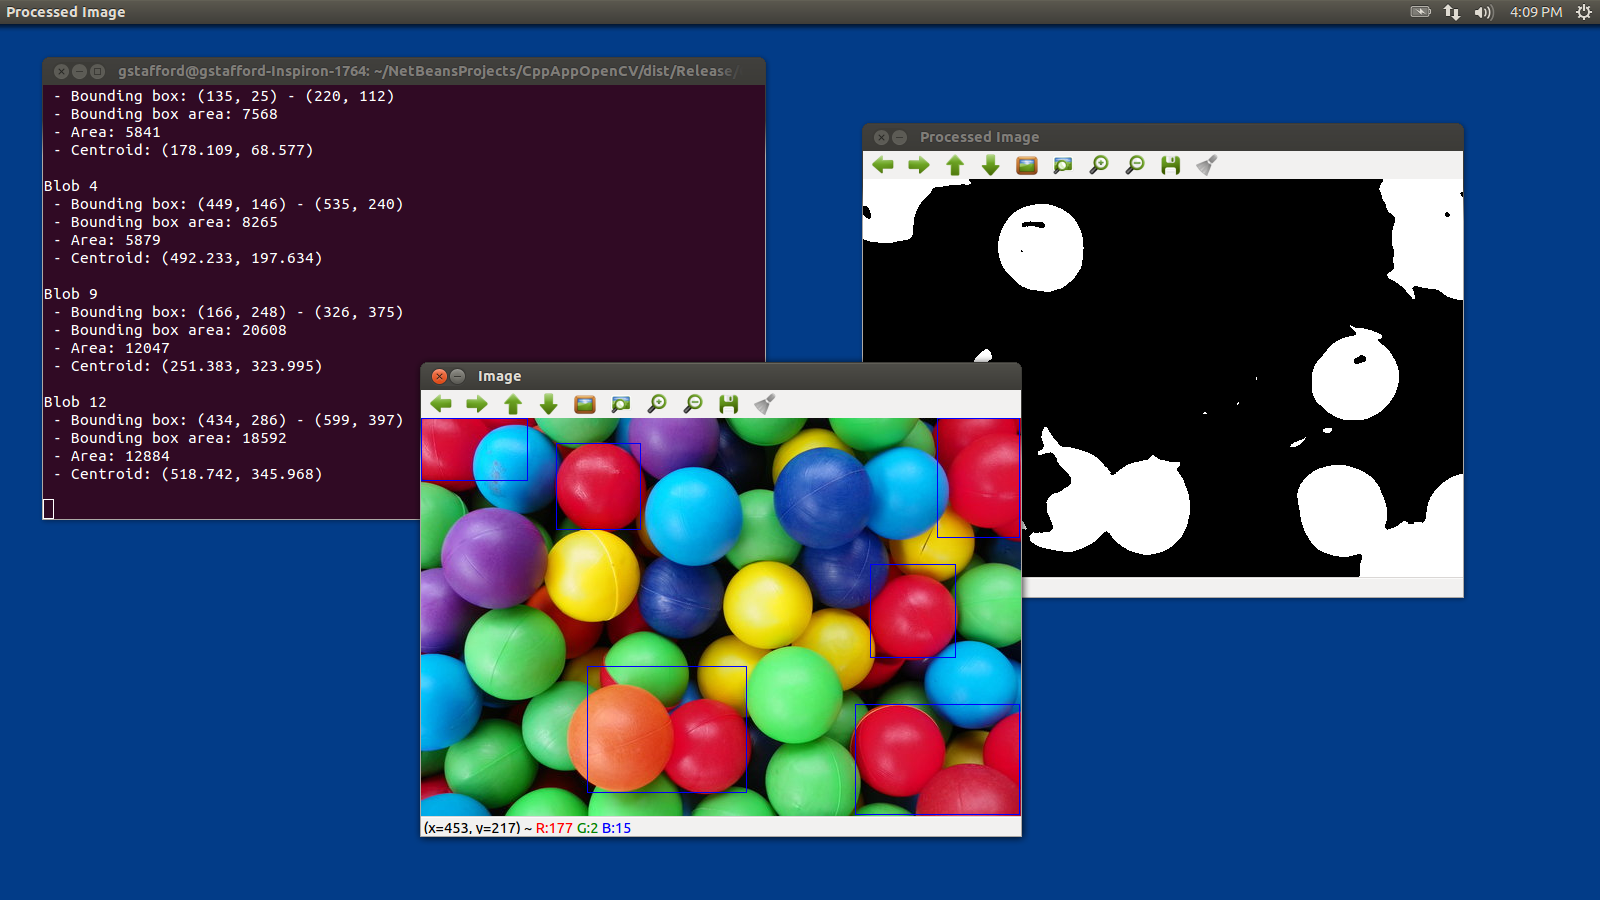 Processed Image
4:09 PM
gstafford@gstafford-Inspiron-1764: ~/NetBeansProjects/CppAppOpenCV/dist/Release/
- Bounding box: (135, 25) - (220, 112)
- Bounding box area: 7568
- Area: 5841
- Centroid: (178.109, 68.577)
Blob 4
- Bounding box: (449, 146) - (535, 240)
- Bounding box area: 8265
- Area: 5879
- Centroid: (492.233, 197.634)
Blob 9
- Bounding box: (166, 248) - (326, 375)
- Bounding box area: 20608
- Area: 12047
- Centroid: (251.383, 323.995)
Blob 12
- Bounding box: (434, 286) - (599, 397)
- Bounding box area: 18592
- Area: 12884
- Centroid: (518.742, 345.968)
Processed Image
Image
(x=453, y=217) ~ R:177 G:2 B:15